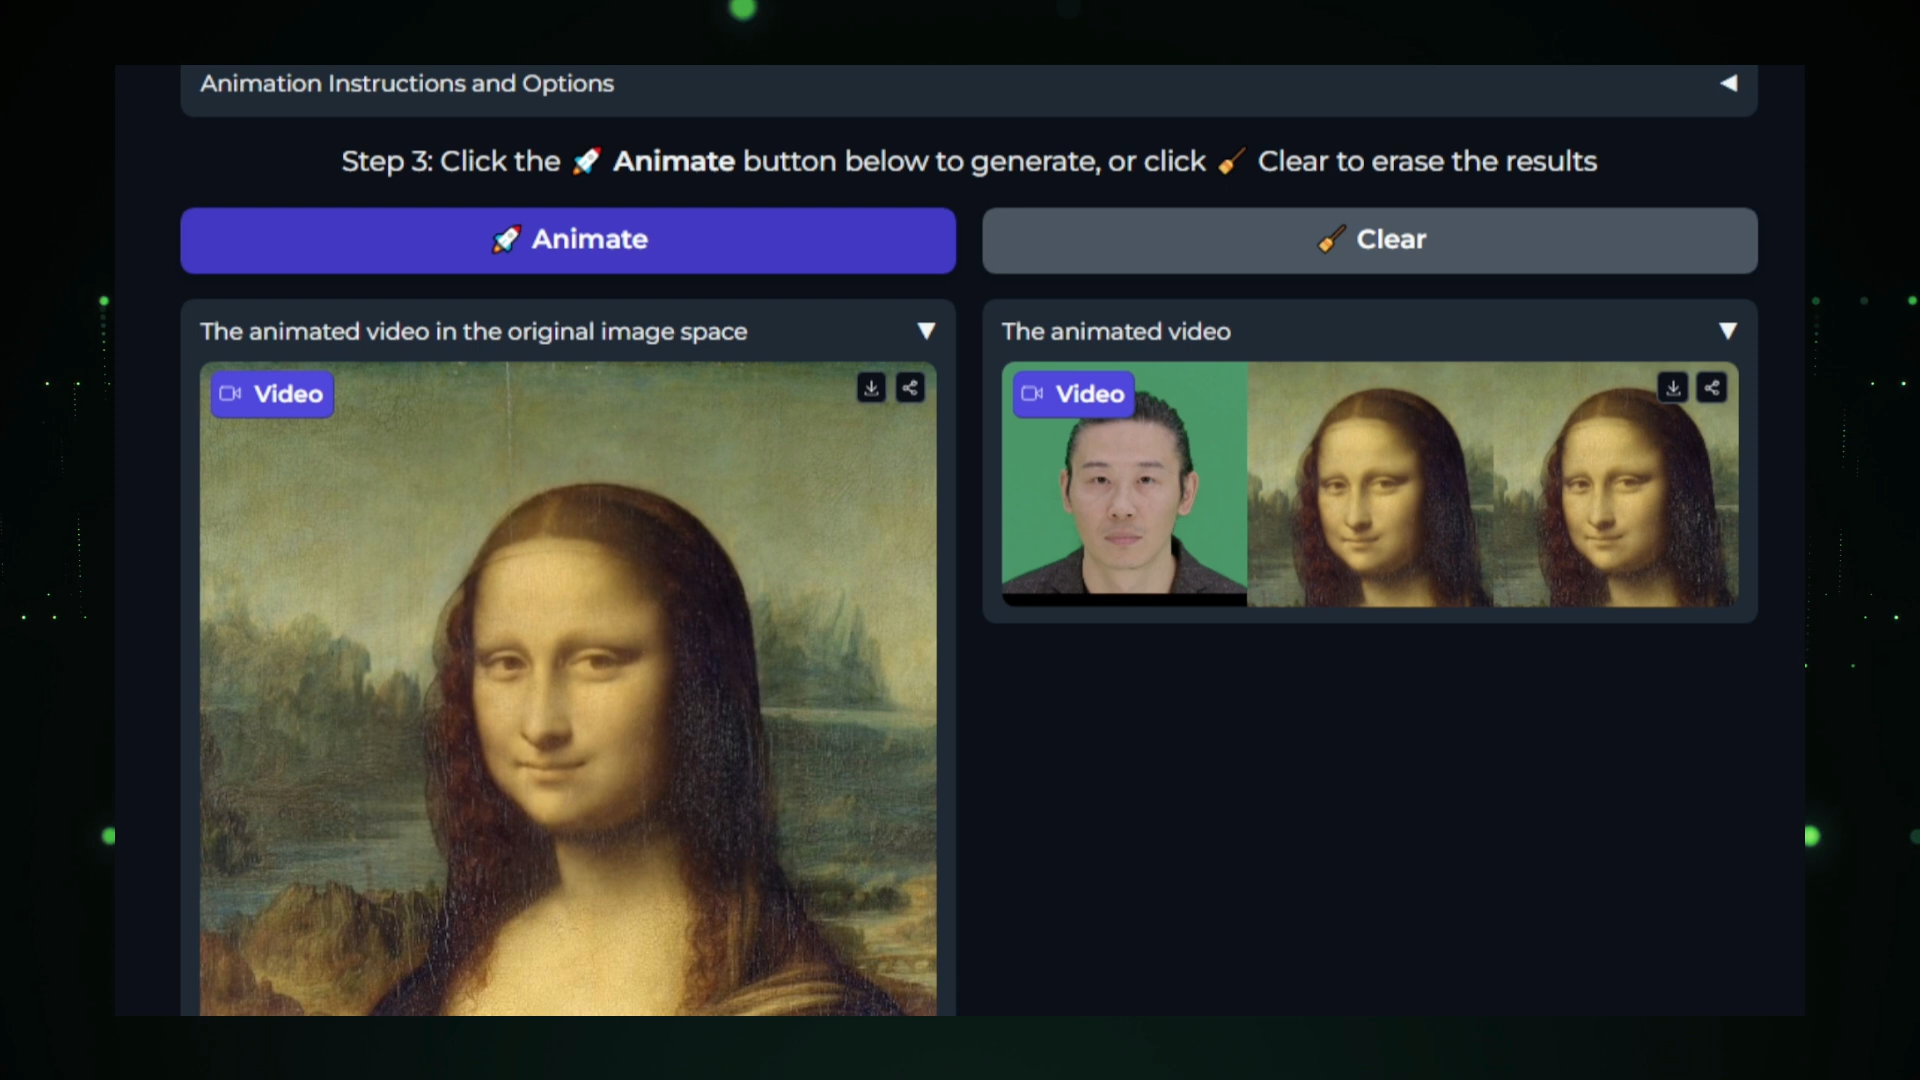 Animation Instructions and Options
Step 3: Click the 🚀 Animate button below to generate, or click 🧹 Clear to erase the results
🚀 Animate
🧹 Clear
The animated video in the original image space
Video
The animated video
Video